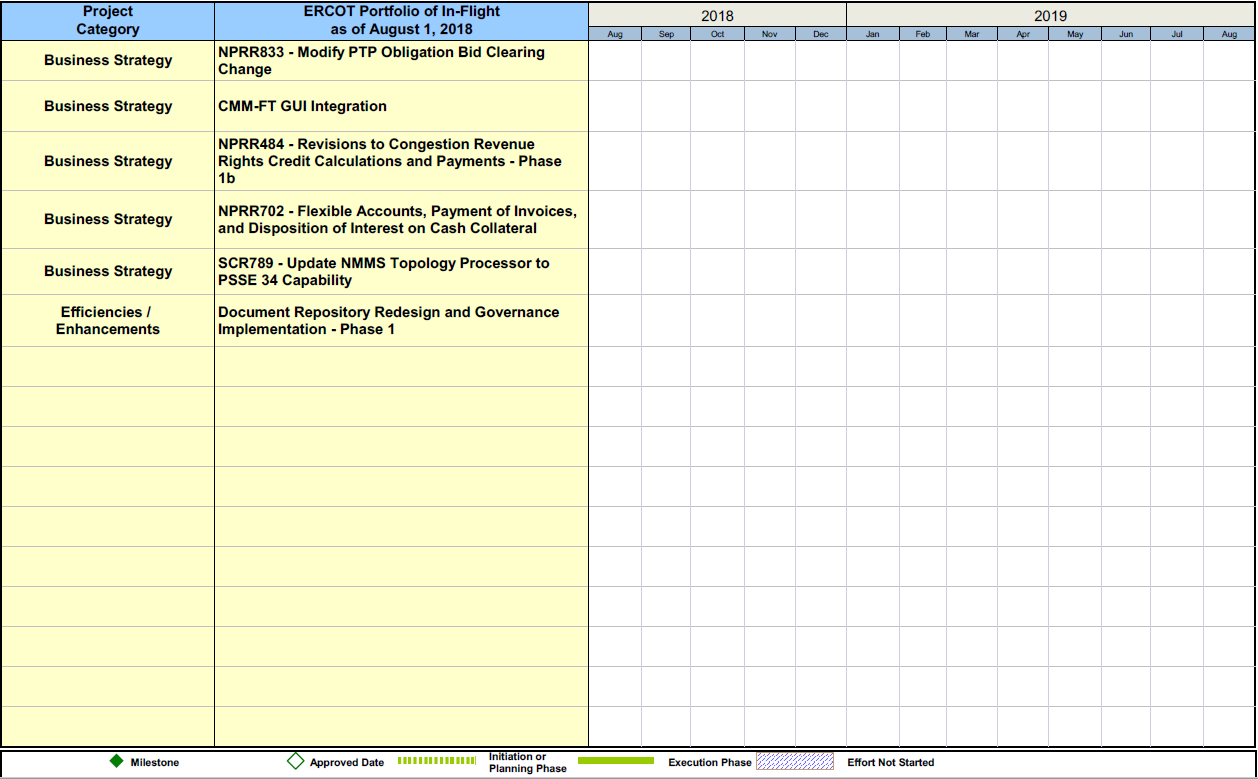 Project
Category
ERCOT Portfolio of In-Flight
as of August 1, 2018
2018
2019
Aug Sep Oct Nov Dec Jan Feb Mar Apr May Jun Jul Aug
Business Strategy
NPRR833 - Modify PTP Obligation Bid Clearing
Change
Business Strategy
CMM-FT GUI Integration
Business Strategy
NPRR484 - Revisions to Congestion Revenue
Rights Credit Calculations and Payments - Phase
1b
Business Strategy
NPRR702 - Flexible Accounts, Payment of Invoices,
and Disposition of Interest on Cash Collateral
Business Strategy
SCR789 - Update NMMS Topology Processor to
PSSE 34 Capability
Efficiencies /
Enhancements
Document Repository Redesign and Governance
Implementation - Phase 1
Milestone
Approved Date
Initiation or
Planning Phase
Execution Phase
Effort Not Started